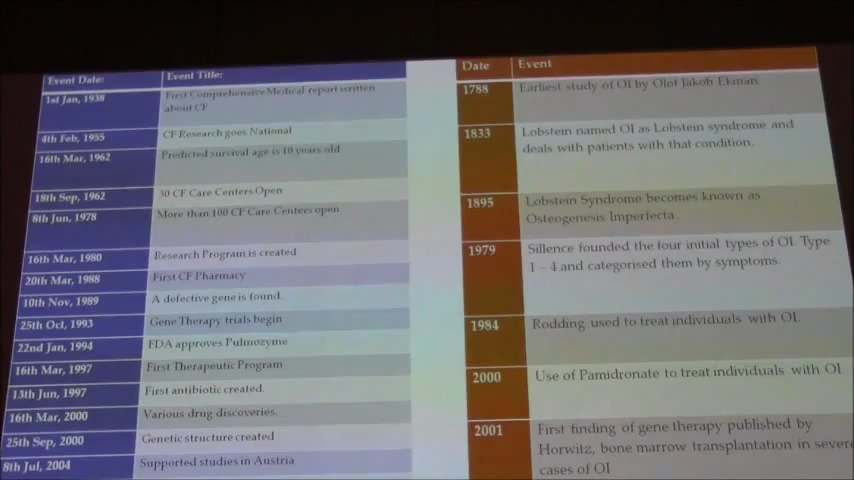 Event Date: Event Title:
1st Jan, 1938 First Comprehensive Medical report written
about CF
4th Feb, 1955 CF Research goes National
16th Mar, 1962 Predicted survival age is 10 years old
18th Sep, 1962 30 CF Care Centers Open
8th Jun, 1978 More than 100 CF Care Centers open
16th Mar, 1980 Research Program is created
20th Mar, 1988 First CF Pharmacy
10th Nov, 1989 A defective gene is found.
25th Oct, 1993 Gene Therapy trials begin
22nd Jan, 1994 FDA approves Pulmozyme
16th Mar, 1997 First Therapeutic Program
13th Jun, 1997 First antibiotic created.
16th Mar, 2000 Various drug discoveries.
25th Sep, 2000 Genetic structure created
8th Jul, 2004 Supported studies in Austria
Date Event
1788 Earliest study of OI by Olof Jakob Ekman.
1833 Lobstein named OI as Lobstein syndrome and
deals with patients with that condition.
1895 Lobstein Syndrome becomes known as
Osteogenesis Imperfecta.
1979 Sillence founded the four initial types of OI. Type
1 – 4 and categorised them by symptoms.
1984 Rodding used to treat individuals with OI.
2000 Use of Pamidronate to treat individuals with OI
2001 First finding of gene therapy published by
Horwitz, bone marrow transplantation in severe
cases of OI